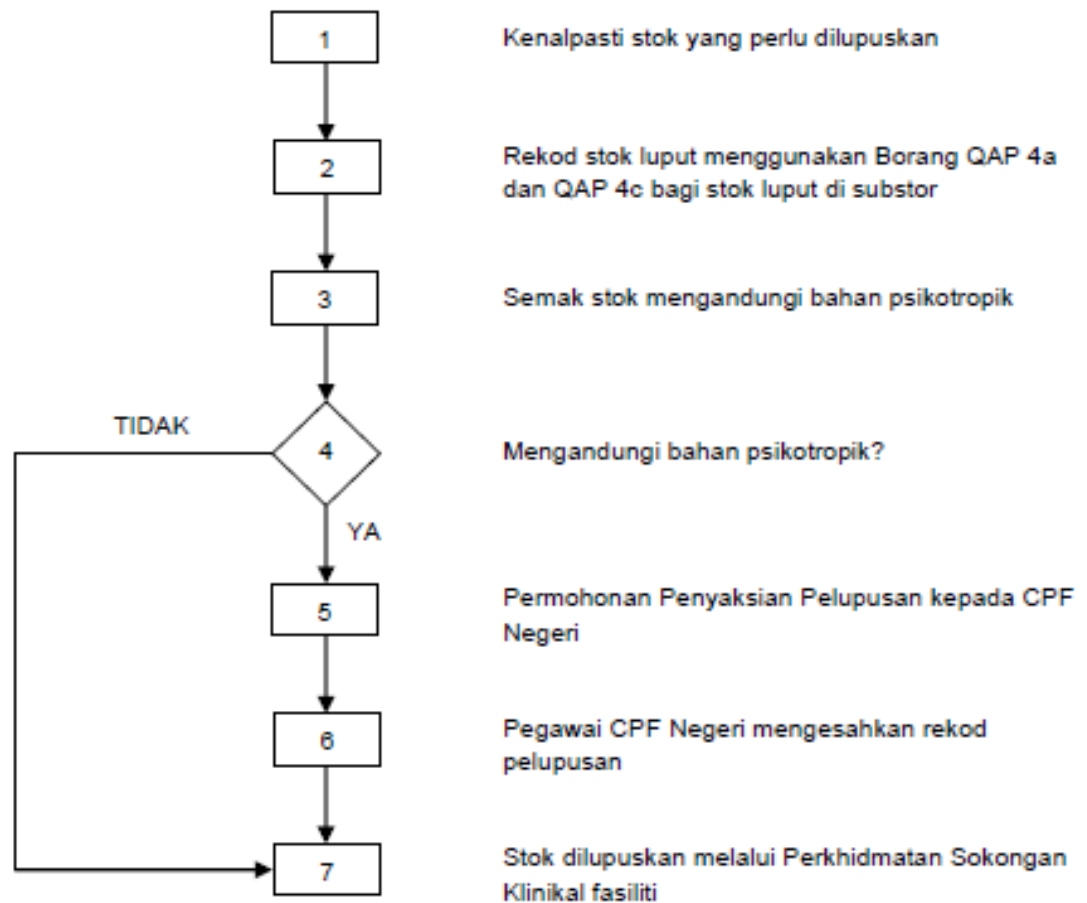 1
Kenalpasti stok yang perlu dilupuskan
2
Rekod stok luput menggunakan Borang QAP 4a
dan QAP 4c bagi stok luput di substor
3
Semak stok mengandungi bahan psikotropik
TIDAK
4
Mengandungi bahan psikotropik?
YA
5
Permohonan Penyaksian Pelupusan kepada CPF
Negeri
6
Pegawai CPF Negeri mengesahkan rekod
pelupusan
7
Stok dilupuskan melalui Perkhidmatan Sokongan
Klinikal fasiliti